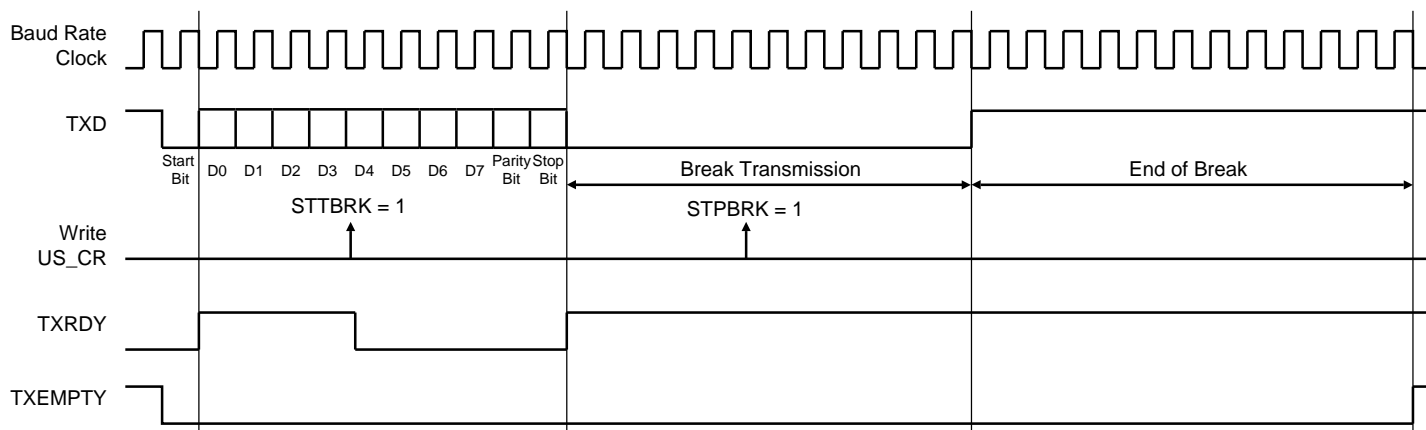 Baud Rate
Clock
TXD
Start
Bit
D0
D1
D2
D3
D4
D5
D6
D7
Parity
Bit
Stop
Bit
Break Transmission
End of Break
STTBRK = 1
STPBRK = 1
Write
US_CR
TXRDY
TXEMPTY